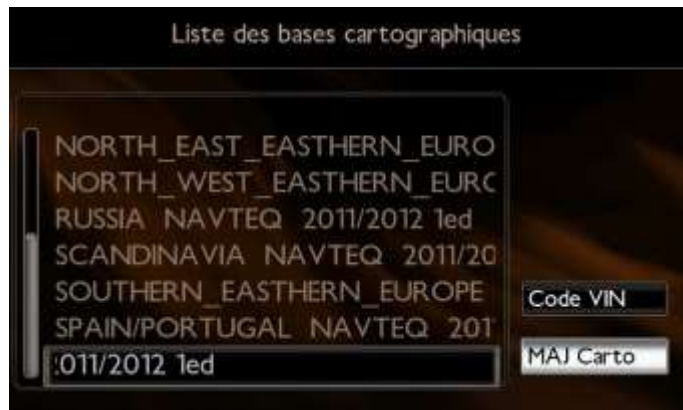 Liste des bases cartographiques
NORTH_EAST_EASTHERN_EURO
NORTH_WEST_EASTHERN_EURC
RUSSIA NAVTEQ 2011/2012 1ed
SCANDINAVIA NAVTEQ 2011/20
SOUTHERN_EASTHERN_EUROPE
SPAIN/PORTUGAL NAVTEQ 201
:011/2012 1ed
Code VIN
MAJ Carto